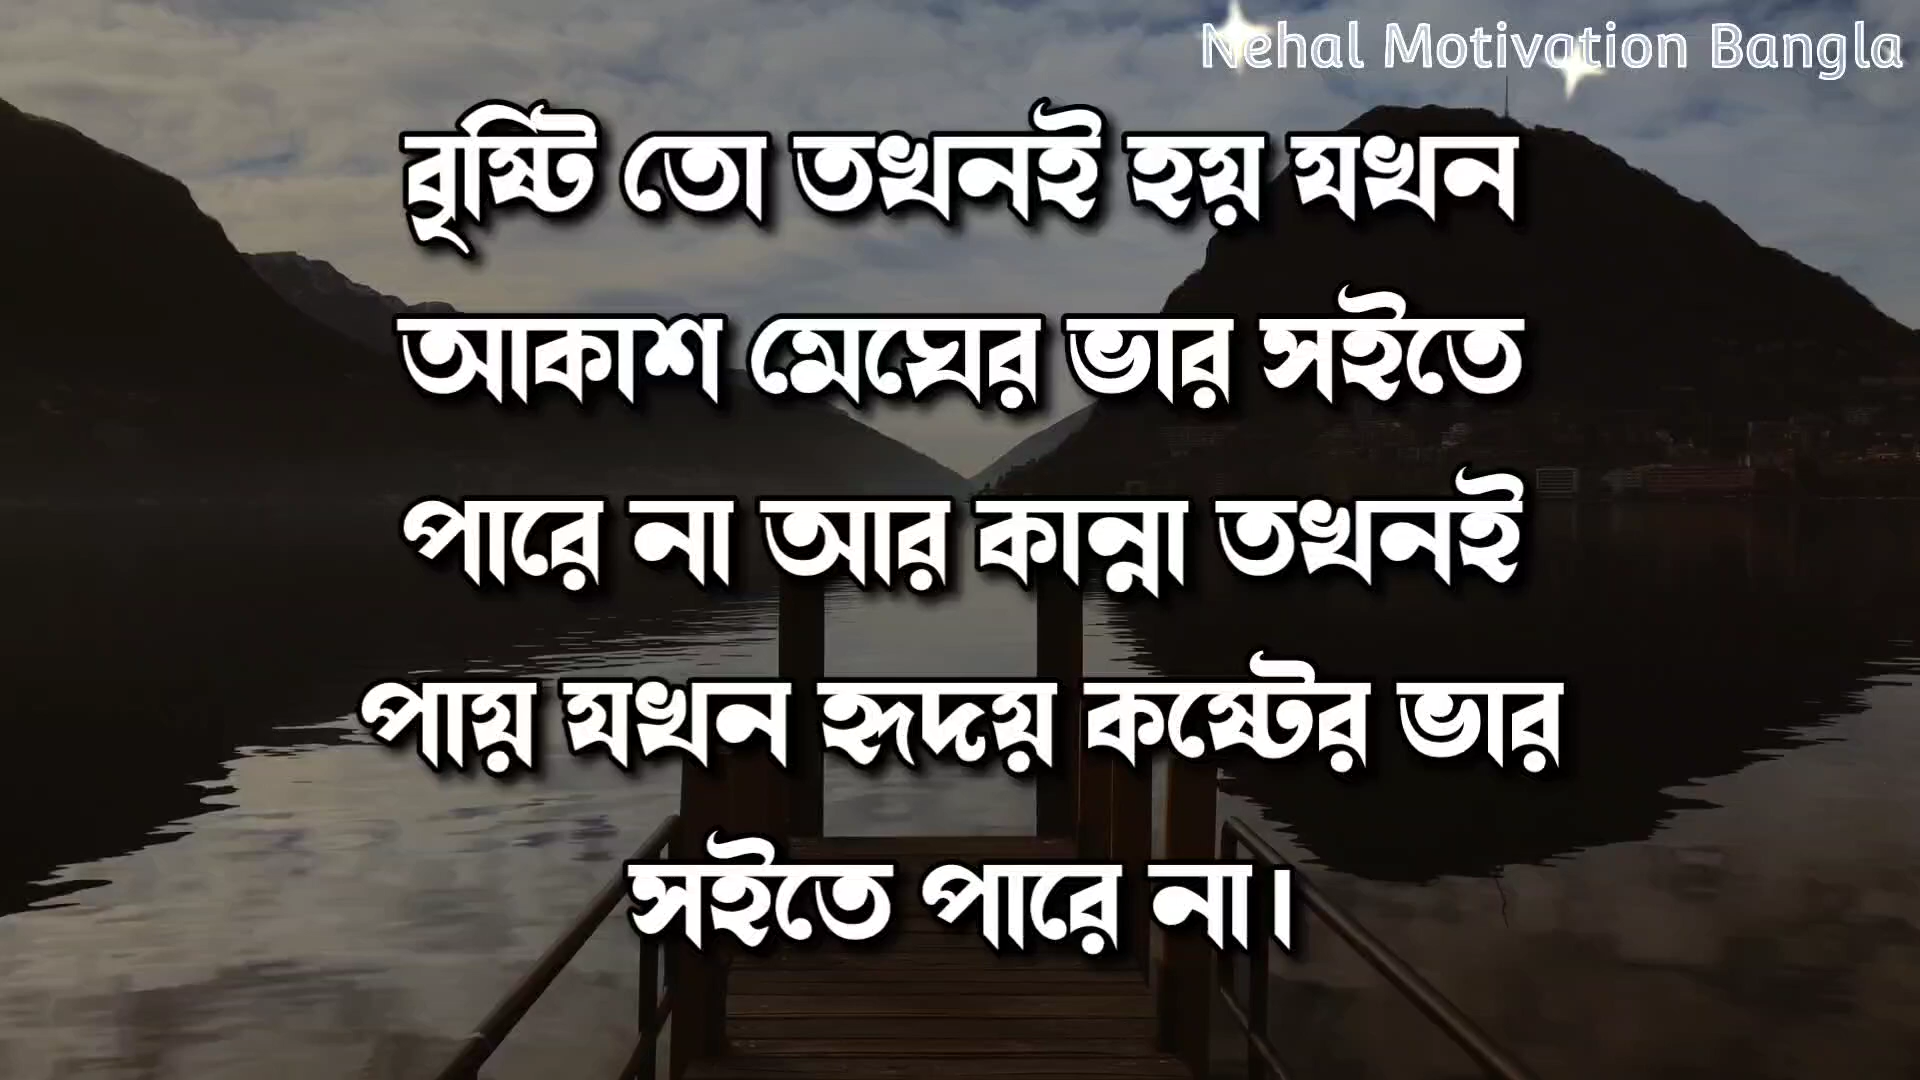 Nehal Motivation Bangla
বৃষ্টি তো তখনই হয় যখন
আকাশ মেঘের ভার সইতে
পারে না আর কান্না তখনই
পায় যখন হৃদয় কষ্টের ভার
সইতে পারে না।